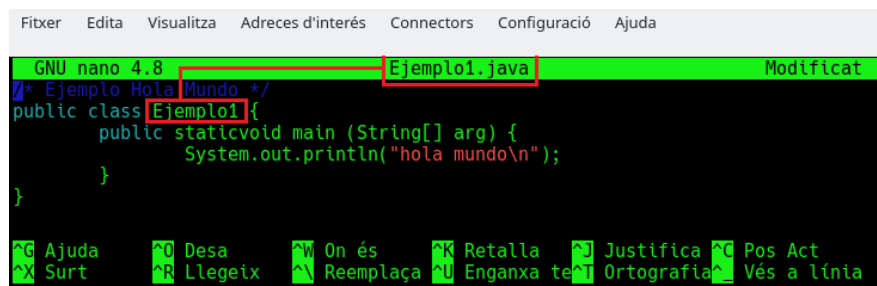 Fitxer Edita Visualitza Adreces d'interés Connectors Configuració Ajuda
GNU nano 4.8 Ejemplo1.java Modificat
/* Ejemplo Hola Mundo */
public class Ejemplo1 {
public staticvoid main (String[] arg) {
System.out.println("hola mundo\n");
}
}
^G Ajuda ^O Desa ^W On és ^K Retalla ^J Justifica ^C Pos Act
^X Surt ^R Llegeix ^\ Reemplaça ^U Enganxa te^T Ortografia^_ Vés a línia